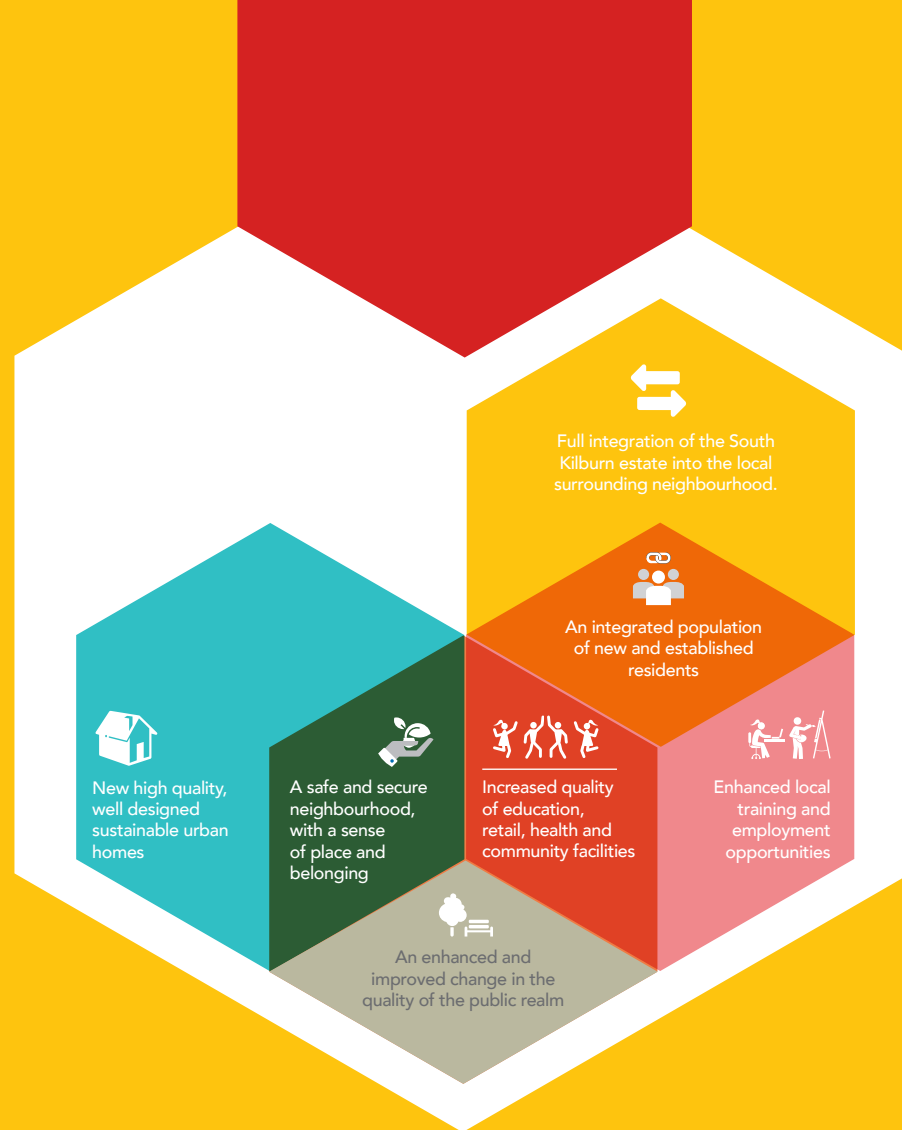 Full integration of the South
Kilburn estate into the local
surrounding neighbourhood.
An integrated population
of new and established
residents
New high quality,
well designed
sustainable urban
homes
A safe and secure
neighbourhood,
with a sense
of place and
belonging
Increased quality
of education,
retail, health and
community facilities
Enhanced local
training and
employment
opportunities
An enhanced and
improved change in the
quality of the public realm